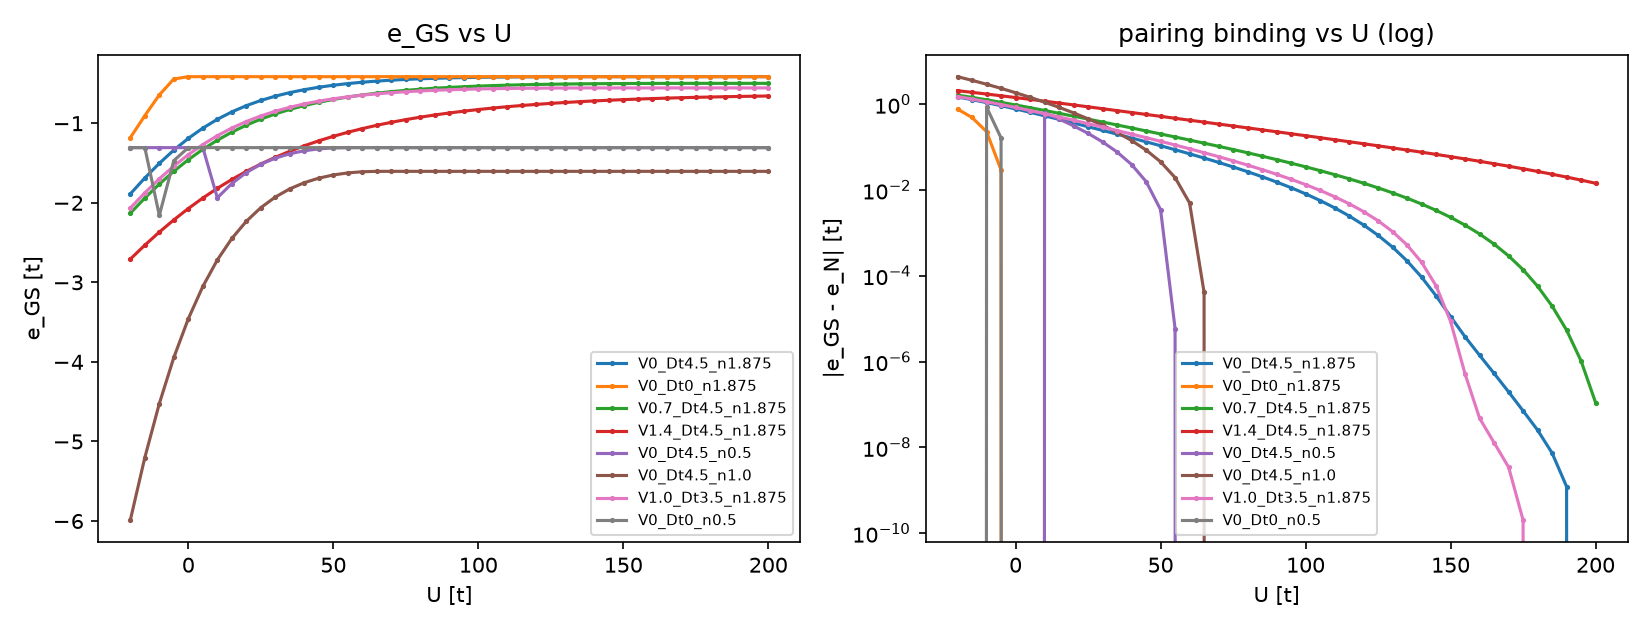 e_GS vs U
e_GS [t]
−1
−2
−3
−4
−5
−6
0
50
100
150
200
U [t]
V0_Dt4.5_n1.875
V0_Dt0_n1.875
V0.7_Dt4.5_n1.875
V1.4_Dt4.5_n1.875
V0_Dt4.5_n0.5
V0_Dt4.5_n1.0
V1.0_Dt3.5_n1.875
V0_Dt0_n0.5
pairing binding vs U (log)
|e_GS - e_N| [t]
10⁰
10⁻²
10⁻⁴
10⁻⁶
10⁻⁸
10⁻¹⁰
0
50
100
150
200
U [t]
V0_Dt4.5_n1.875
V0_Dt0_n1.875
V0.7_Dt4.5_n1.875
V1.4_Dt4.5_n1.875
V0_Dt4.5_n0.5
V0_Dt4.5_n1.0
V1.0_Dt3.5_n1.875
V0_Dt0_n0.5